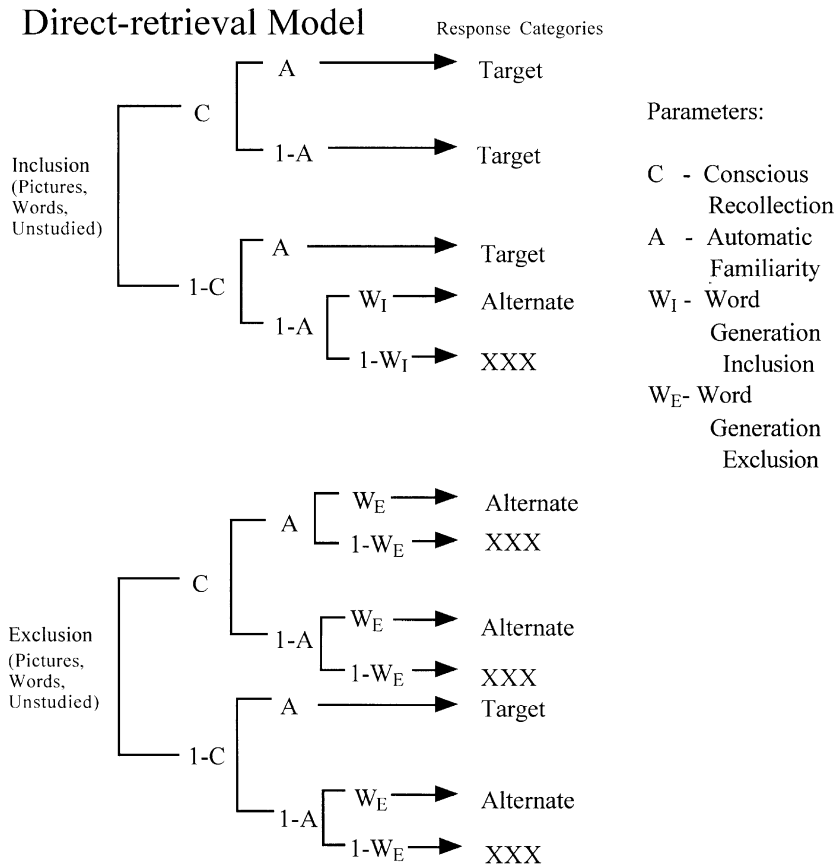 Direct-retrieval Model
Response Categories
A
Target
C
1-A
Target
Inclusion
(Pictures,
Words,
Unstudied)
A
Target
1-C
W_I
Alternate
1-A
1-W_I
XXX
Parameters:
C - Conscious
Recollection
A - Automatic
Familiarity
W_I - Word
Generation
Inclusion
W_E- Word
Generation
Exclusion
W_E
Alternate
A
1-W_E
XXX
C
W_E
Alternate
1-A
1-W_E
XXX
Exclusion
(Pictures,
Words,
Unstudied)
A
Target
1-C
W_E
Alternate
1-A
1-W_E
XXX